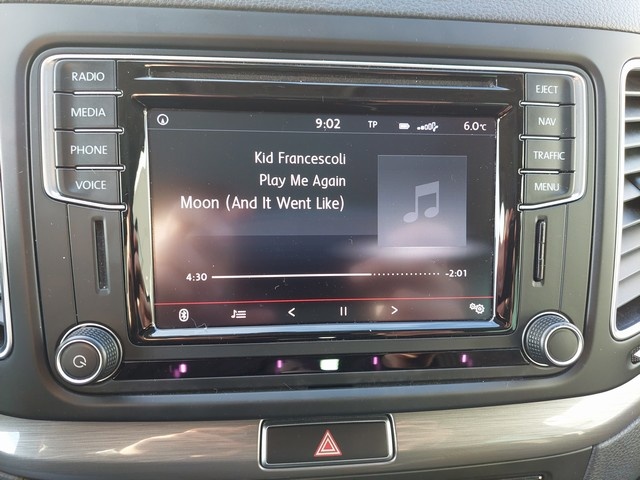 RADIO
MEDIA
PHONE
VOICE
EJECT
NAV
TRAFFIC
MENU
9:02 TP 6.0°C
Kid Francescoli
Play Me Again
Moon (And It Went Like)
4:30 -2:01